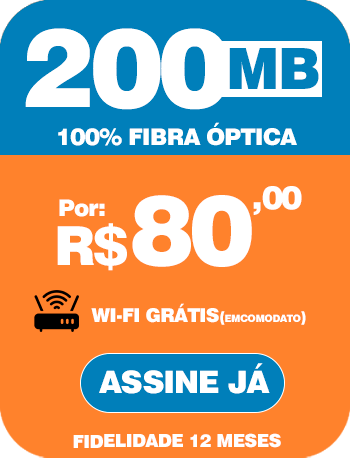 200MB
100% FIBRA ÓPTICA
Por:
R$80,00
WI-FI GRÁTIS(EMCOMODATO)
ASSINE JÁ
FIDELIDADE 12 MESES